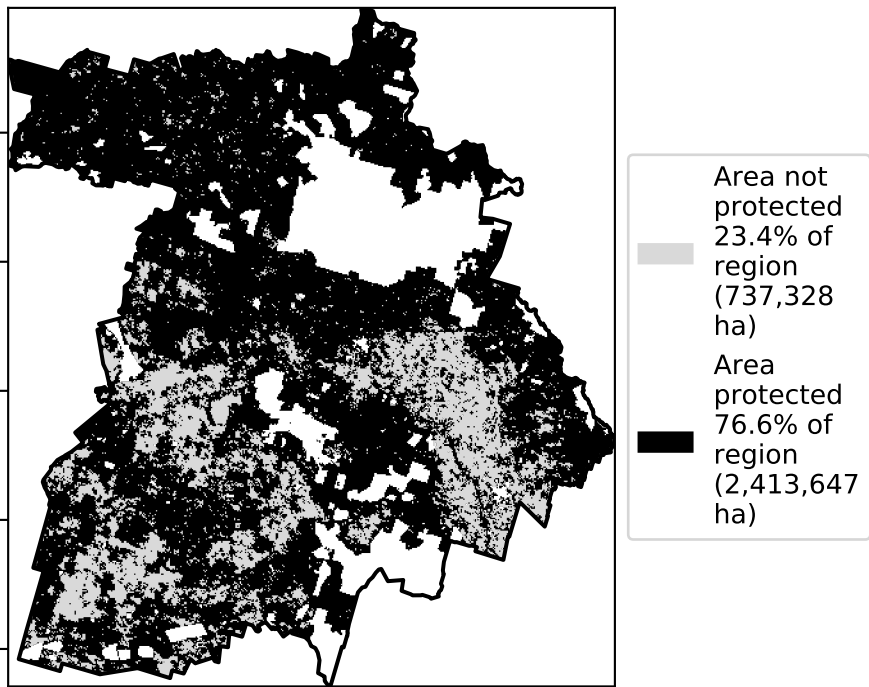 Area not
protected
23.4% of
region
(737,328
ha)
Area
protected
76.6% of
region
(2,413,647
ha)